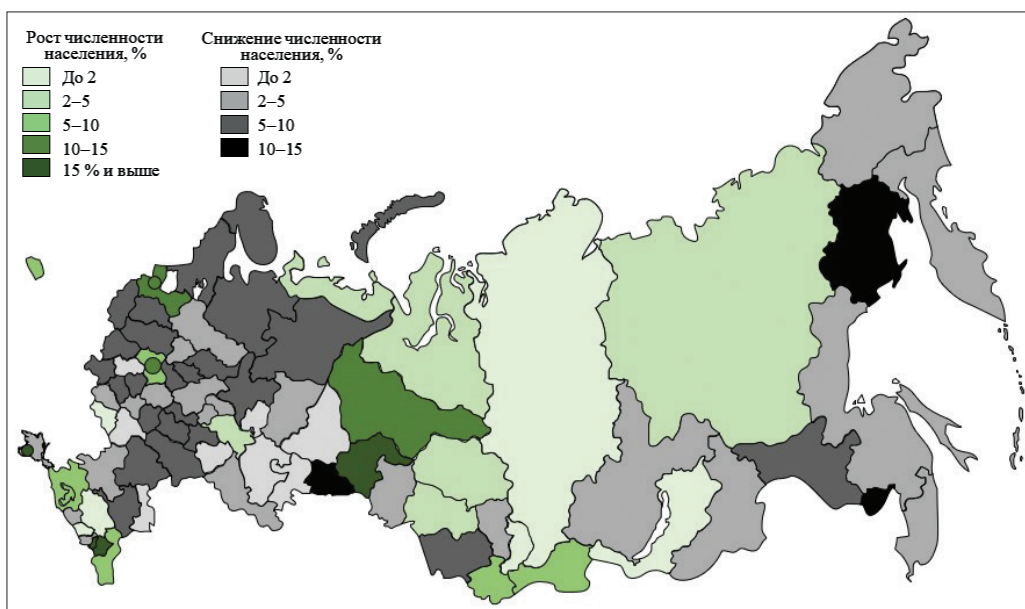 Рост численности
населения, %
До 2
2–5
5–10
10–15
15 % и выше
Снижение численности
населения, %
До 2
2–5
5–10
10–15